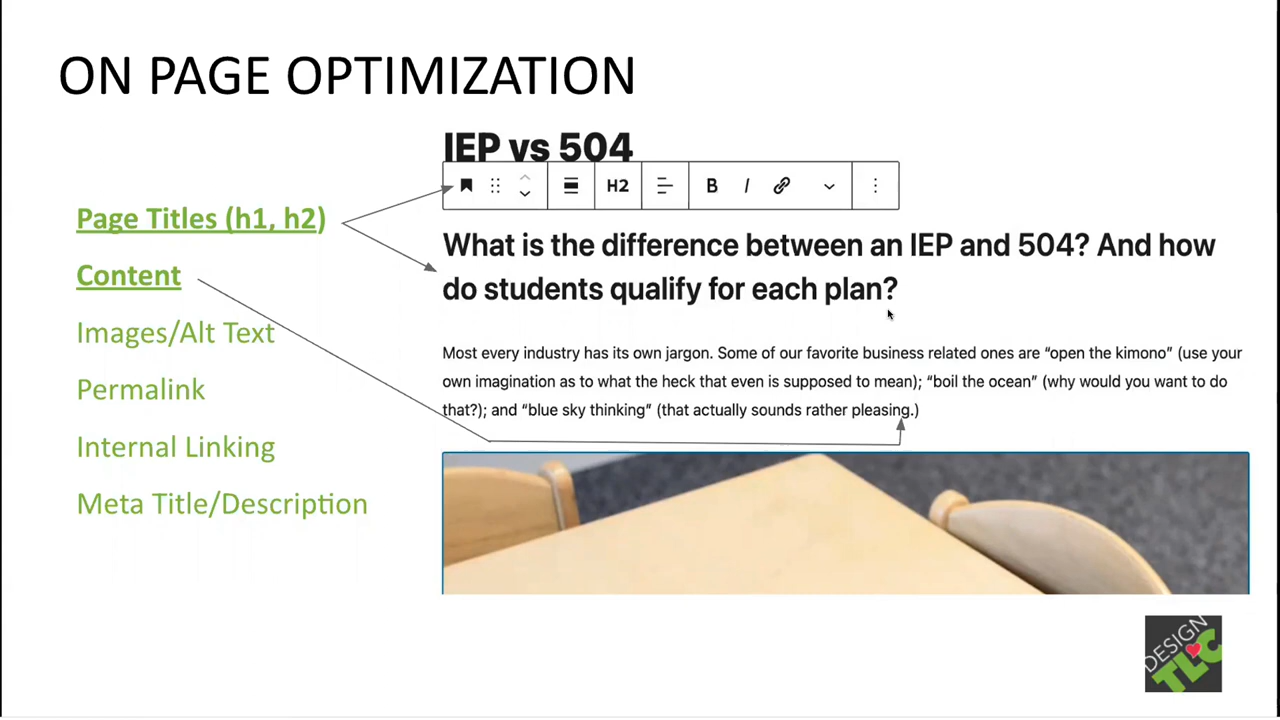 ON PAGE OPTIMIZATION
Page Titles (h1, h2)
Content
Images/Alt Text
Permalink
Internal Linking
Meta Title/Description
IEP vs 504
H2
B I
What is the difference between an IEP and 504? And how
do students qualify for each plan?
Most every industry has its own jargon. Some of our favorite business related ones are “open the kimono” (use your
own imagination as to what the heck that even is supposed to mean); “boil the ocean” (why would you want to do
that?); and “blue sky thinking” (that actually sounds rather pleasing.)
DESIGN
TLC